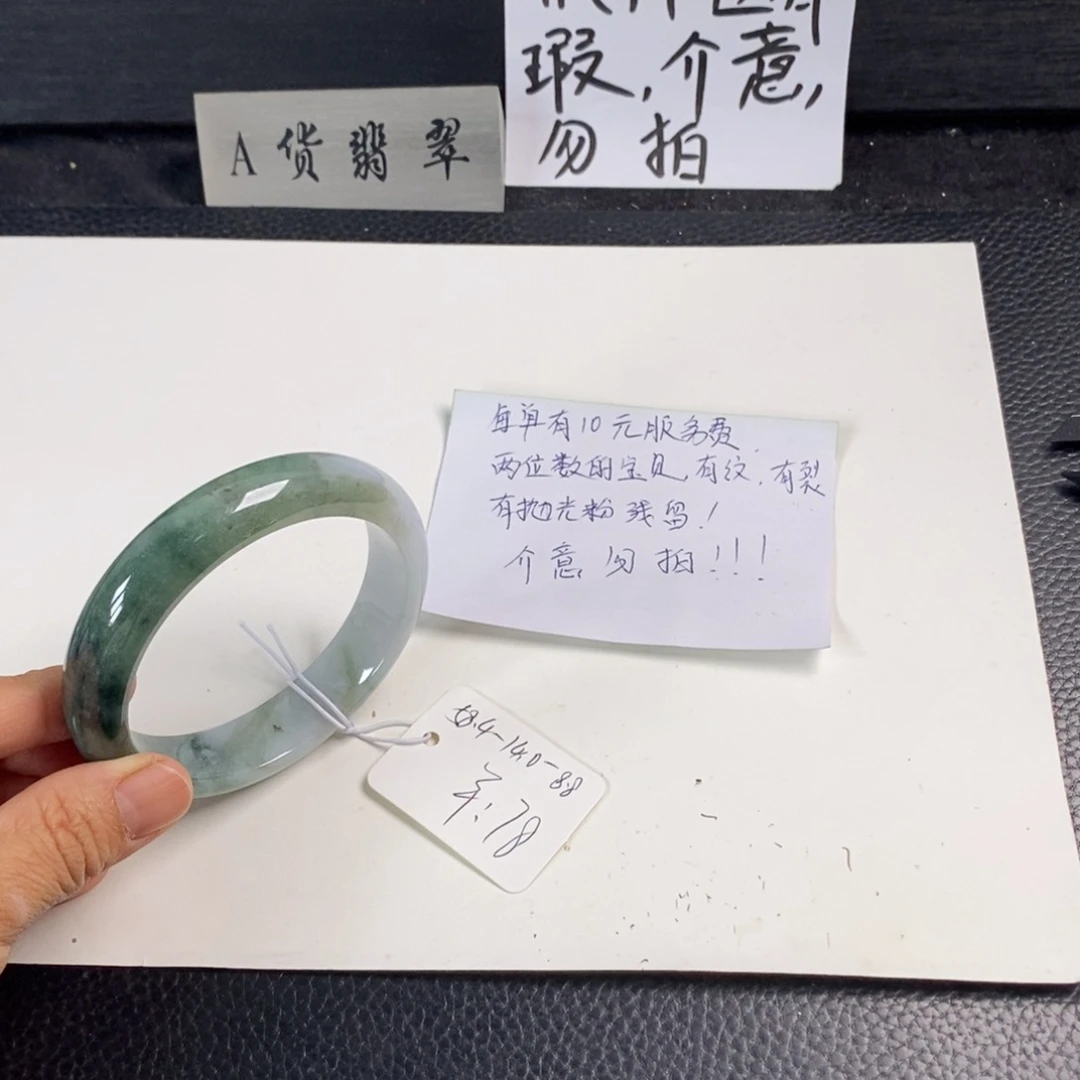 A货翡翠
瑕,介意,
勿拍
每单有10元服务费.
两位数的宝贝,有纹,有裂
有抛光粉残留!
介意勿拍!!!
58.4-14.0-8.8
¥:78